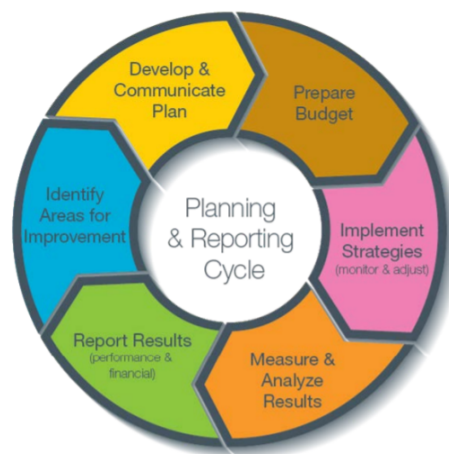 Develop &
Communicate
Plan
Prepare
Budget
Implement
Strategies
(monitor & adjust)
Measure &
Analyze
Results
Report Results
(performance &
financial)
Identify
Areas for
Improvement
Planning
& Reporting
Cycle